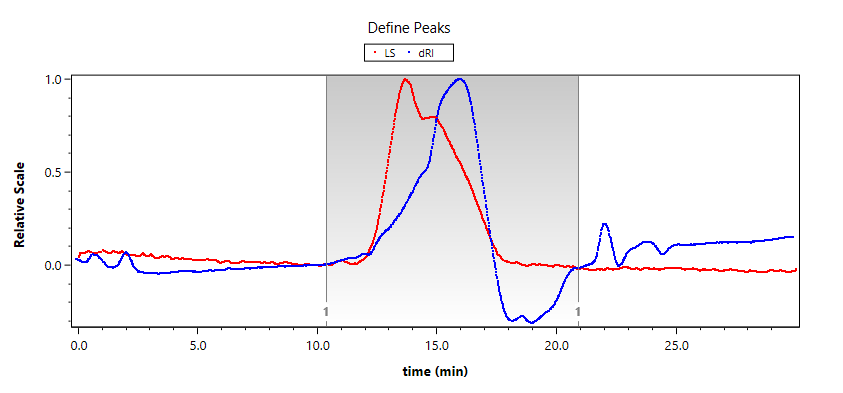 Define Peaks
LS dRI
Relative Scale
1.0
0.5
0.0
1 1
0.0 5.0 10.0 15.0 20.0 25.0
time (min)